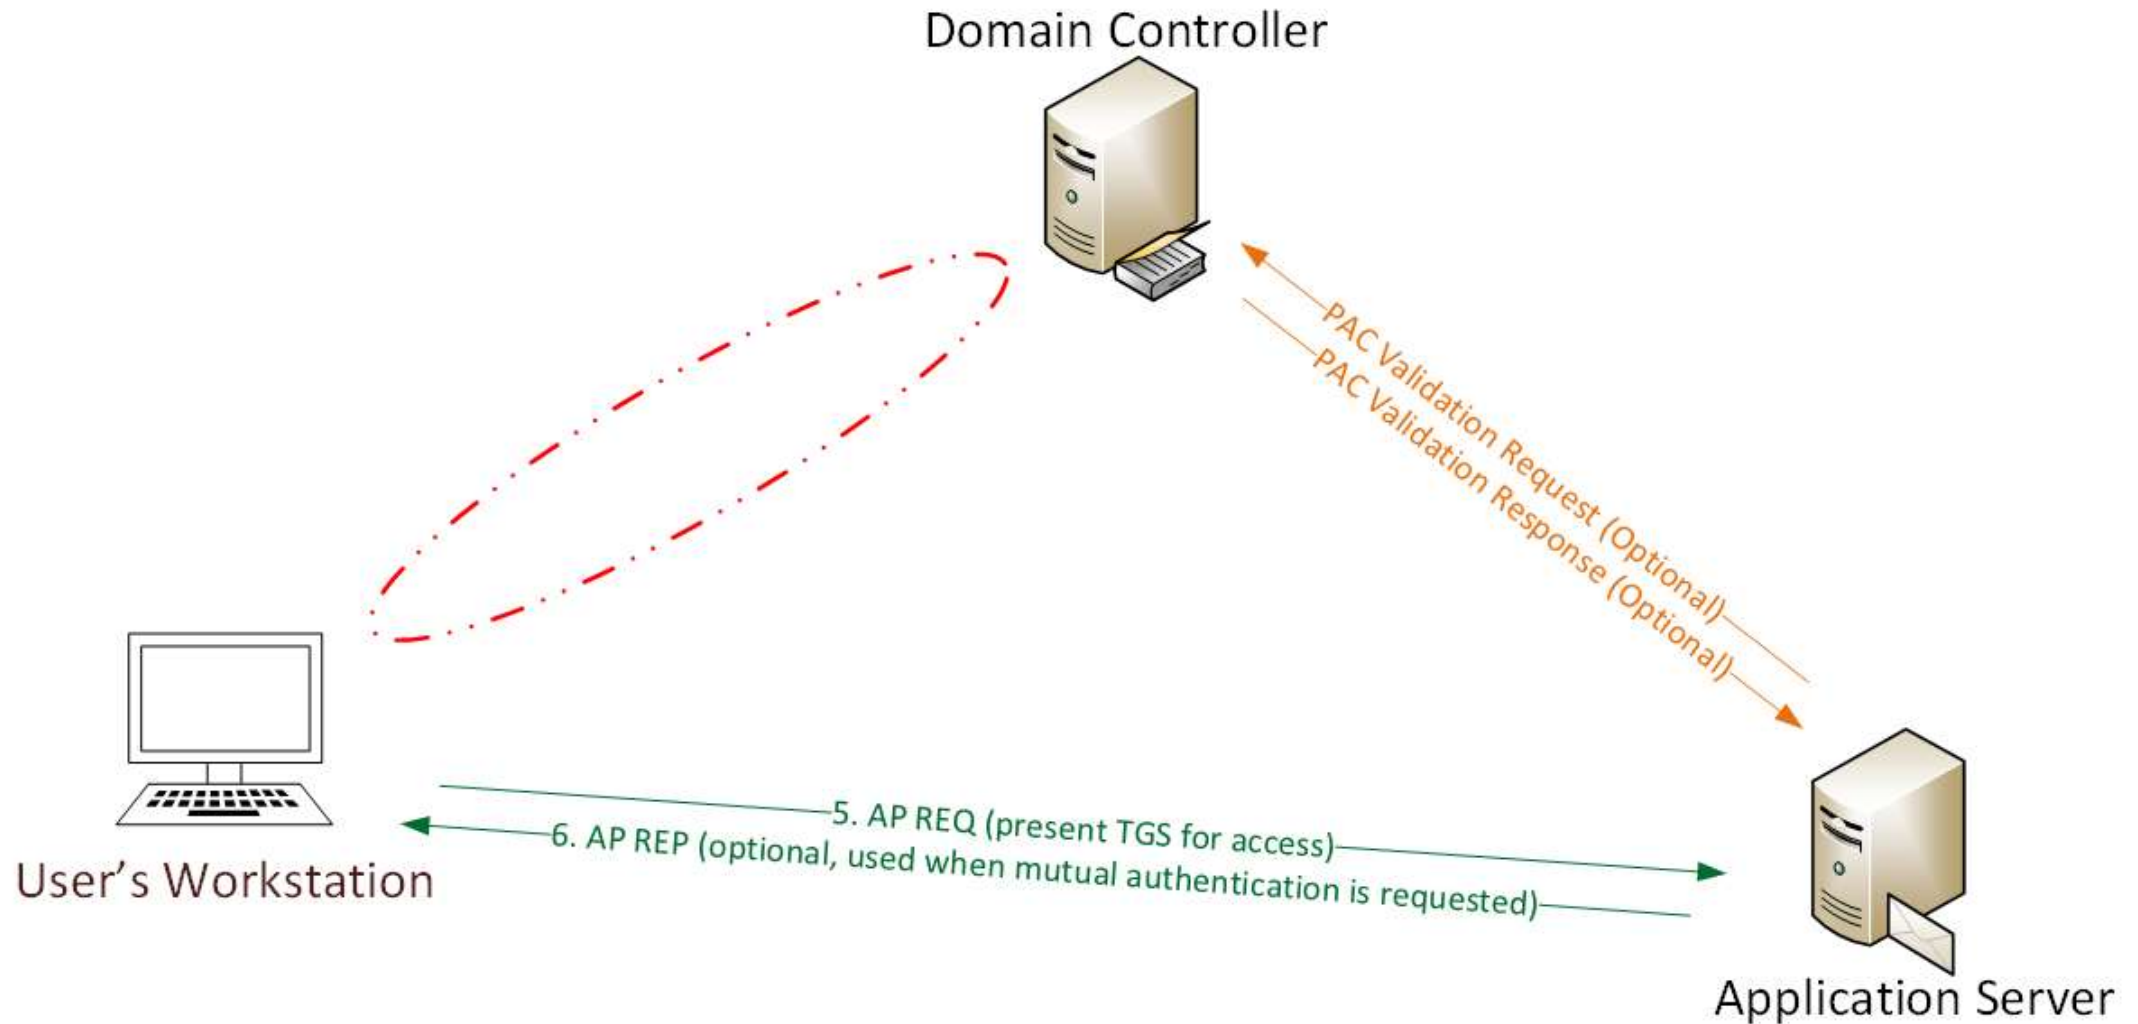 Domain Controller
PAC Validation Request (Optional)
PAC Validation Response (Optional)
5. AP REQ (present TGS for access)
6. AP REP (optional, used when mutual authentication is requested)
User’s Workstation
Application Server